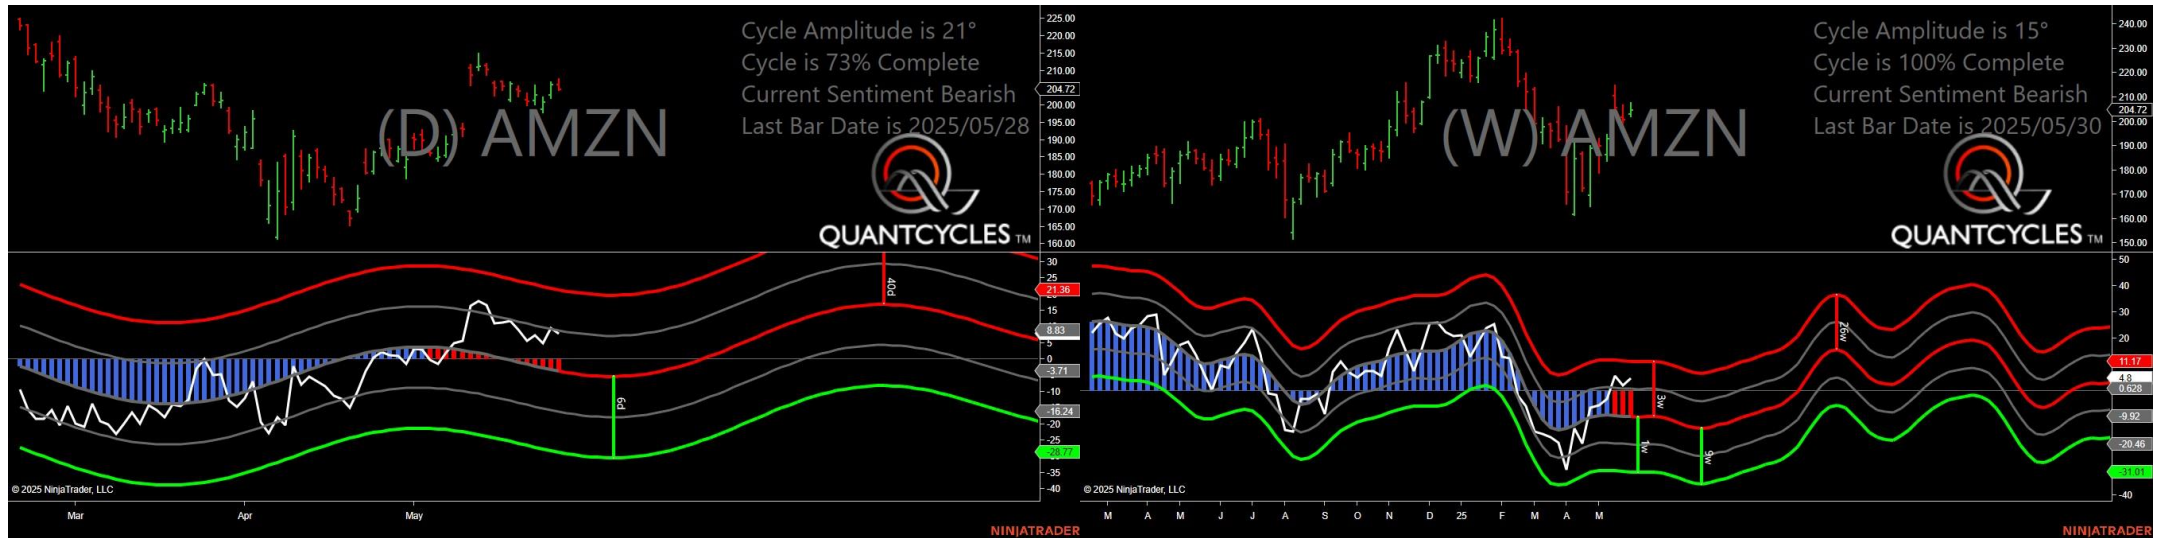 Cycle Amplitude is 21°
Cycle is 73% Complete
Current Sentiment Bearish
Last Bar Date is 2025/05/28
(D) AMZN
QUANTCYCLES TM
225.00
220.00
215.00
210.00
204.72
200.00
195.00
190.00
185.00
180.00
175.00
170.00
165.00
160.00
30
25
21.36
15
8.83
5
0
-3.71
-10
-16.24
-20
-25
-28.77
-35
-40
40d
6d
© 2025 NinjaTrader, LLC
Mar Apr May
NINJATRADER
Cycle Amplitude is 15°
Cycle is 100% Complete
Current Sentiment Bearish
Last Bar Date is 2025/05/30
(W) AMZN
QUANTCYCLES TM
240.00
230.00
220.00
210.00
204.72
200.00
190.00
180.00
170.00
160.00
150.00
50
40
30
20
11.17
4.8
0.628
-9.92
-20.46
-31.01
-40
26w
3w
1w
9w
© 2025 NinjaTrader, LLC
M A M J J A S O N D 25 F M A M
NINJATRADER